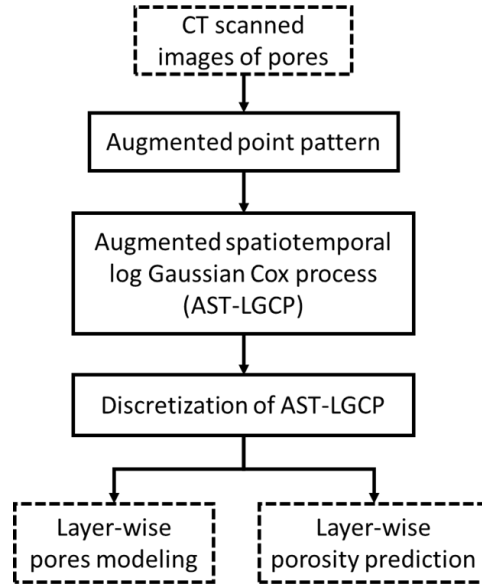 CT scanned
images of pores
Augmented point pattern
Augmented spatiotemporal
log Gaussian Cox process
(AST-LGCP)
Discretization of AST-LGCP
Layer-wise
pores modeling
Layer-wise
porosity prediction